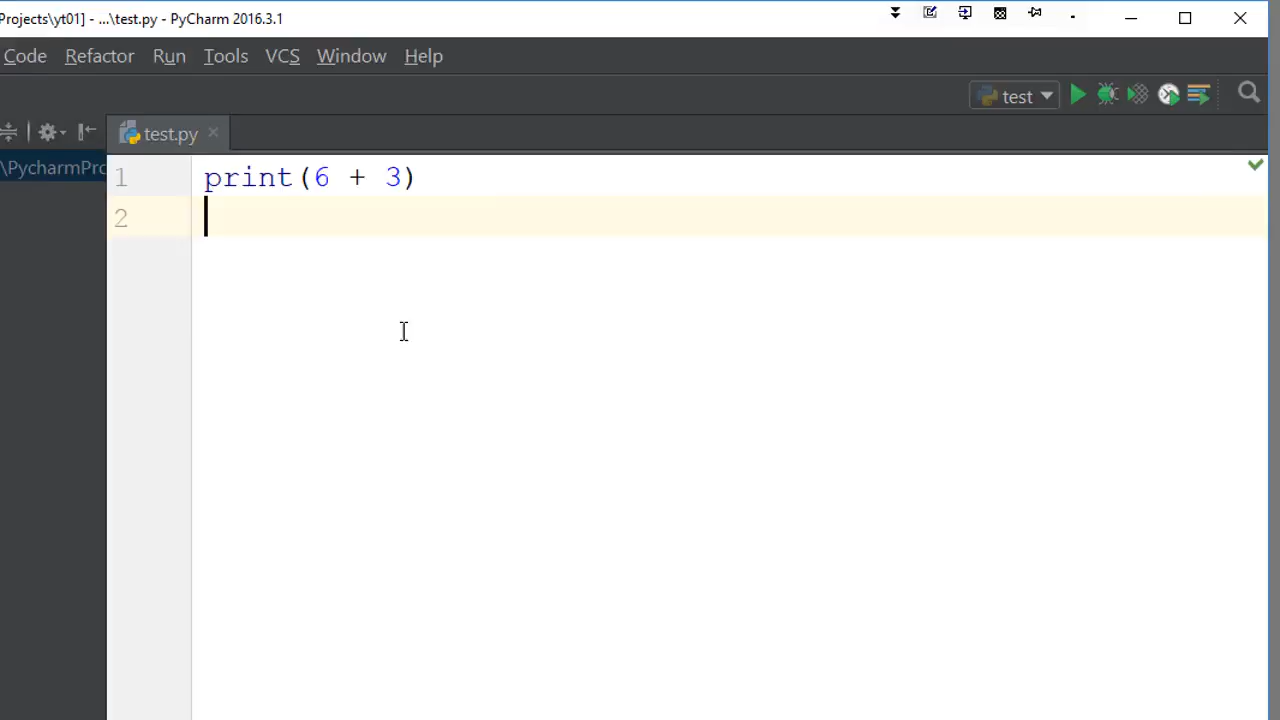 Projects\yt01] - ...\test.py - PyCharm 2016.3.1
Code Refactor Run Tools VCS Window Help
test
test.py
\PycharmPro
1 print(6 + 3)
2